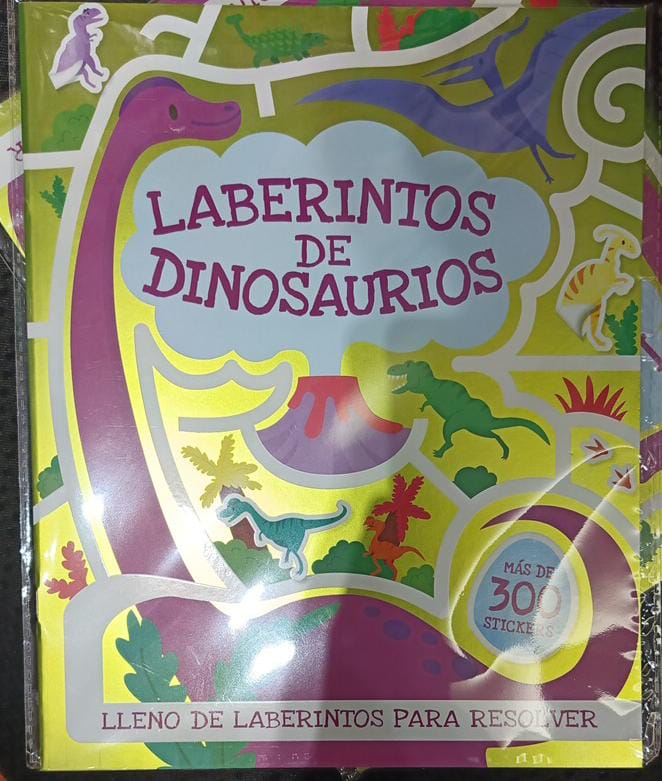 LABERINTOS
DE
DINOSAURIOS
MÁS DE
300
STICKERS
LLENO DE LABERINTOS PARA RESOLVER